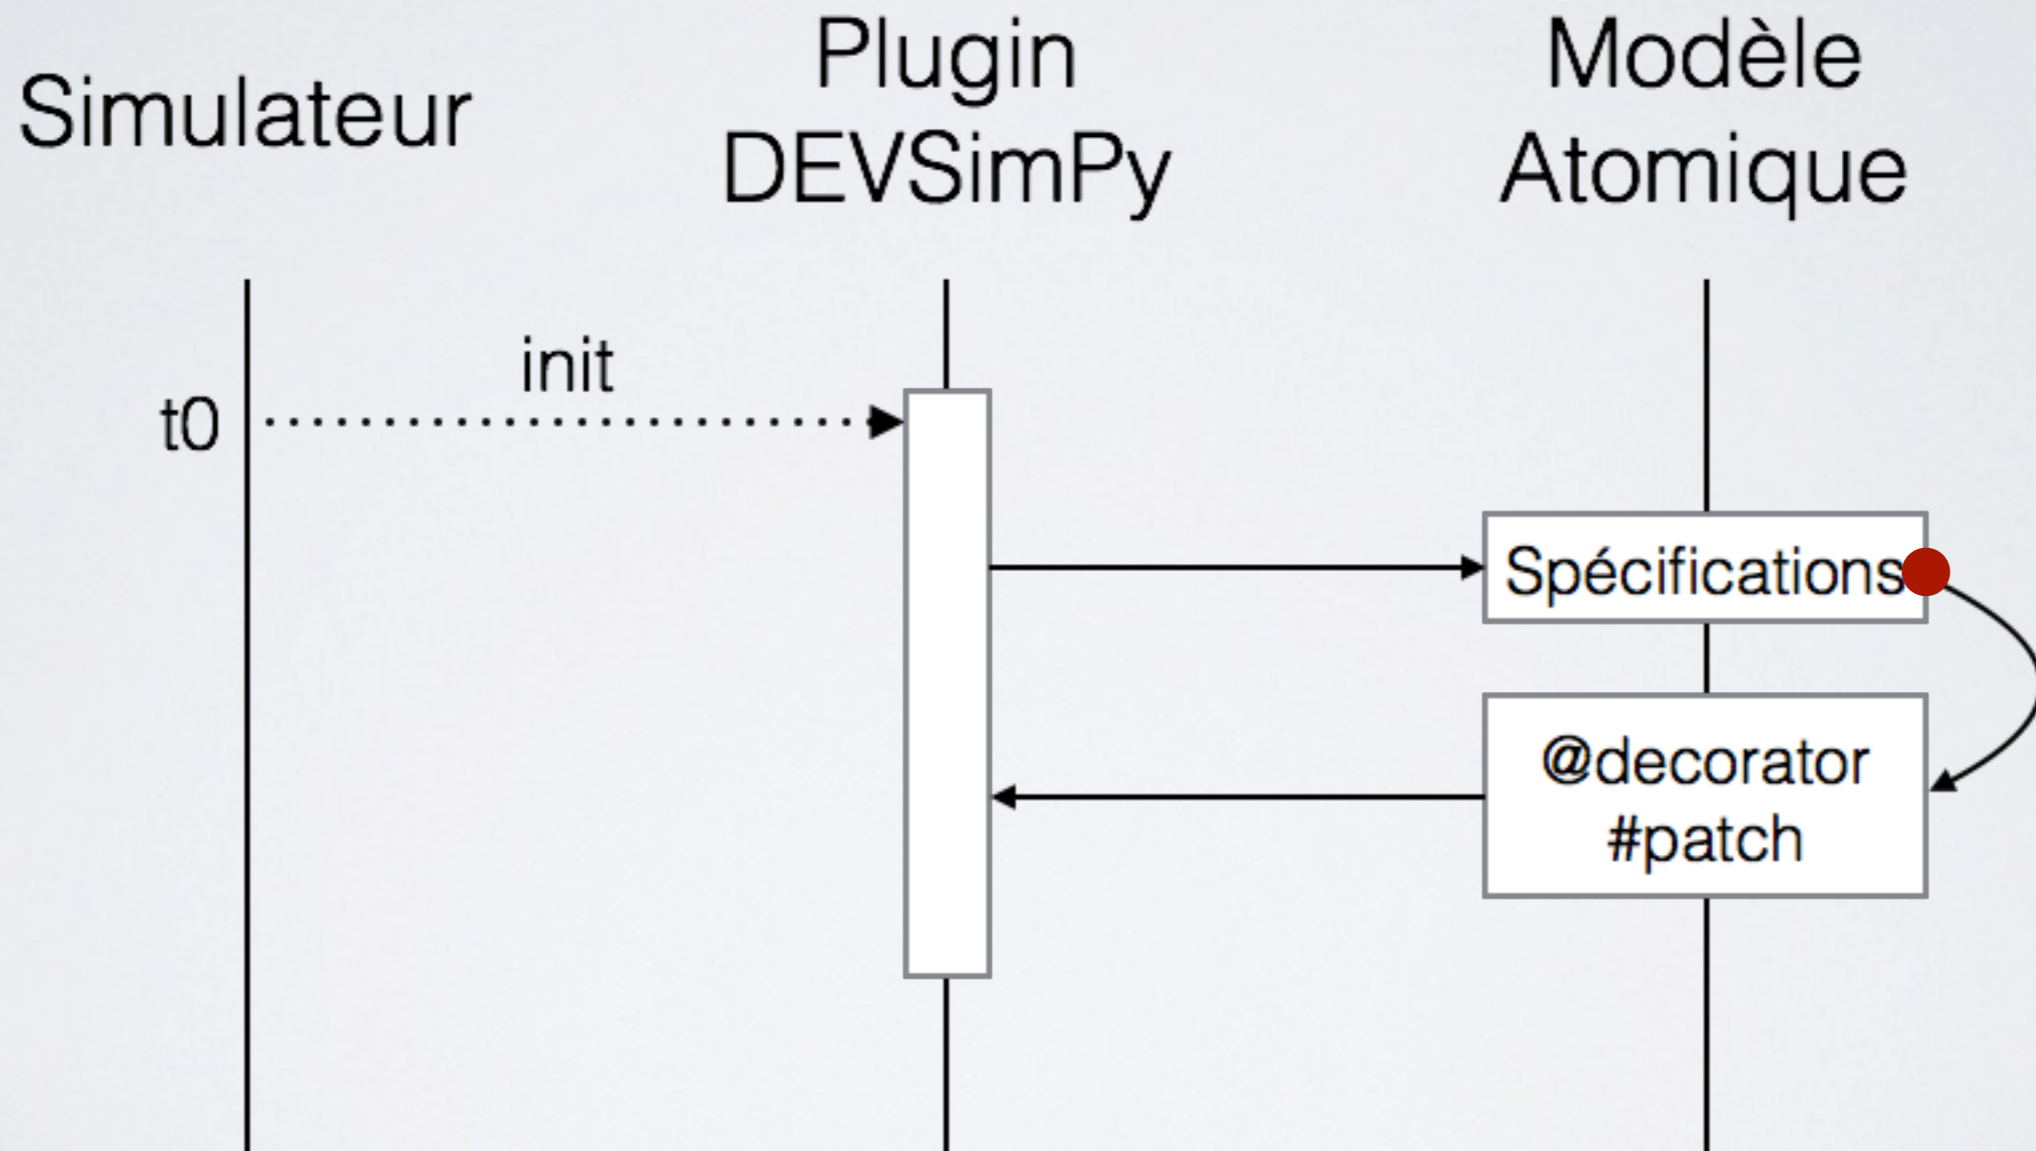 Simulateur
Plugin
DEVSimPy
Modèle
Atomique
init
t0
Spécifications
@decorator
#patch